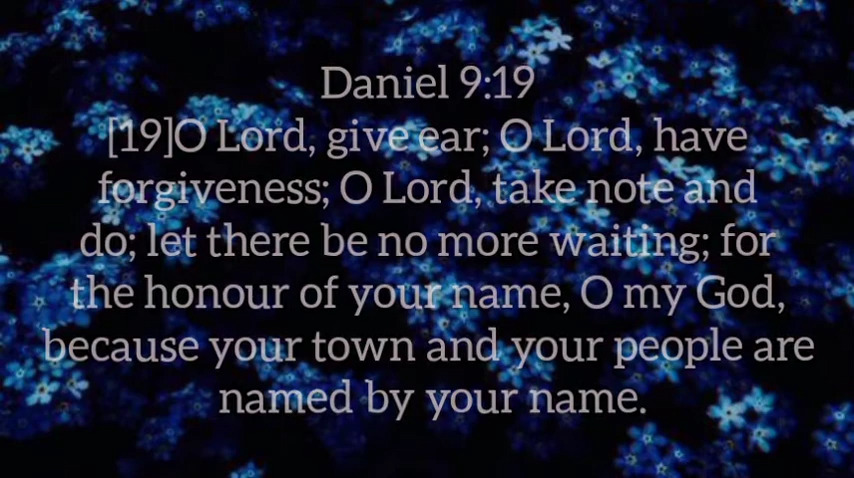 Daniel 9:19
[19]O Lord, give ear; O Lord, have
forgiveness; O Lord, take note and
do; let there be no more waiting; for
the honour of your name, O my God,
because your town and your people are
named by your name.